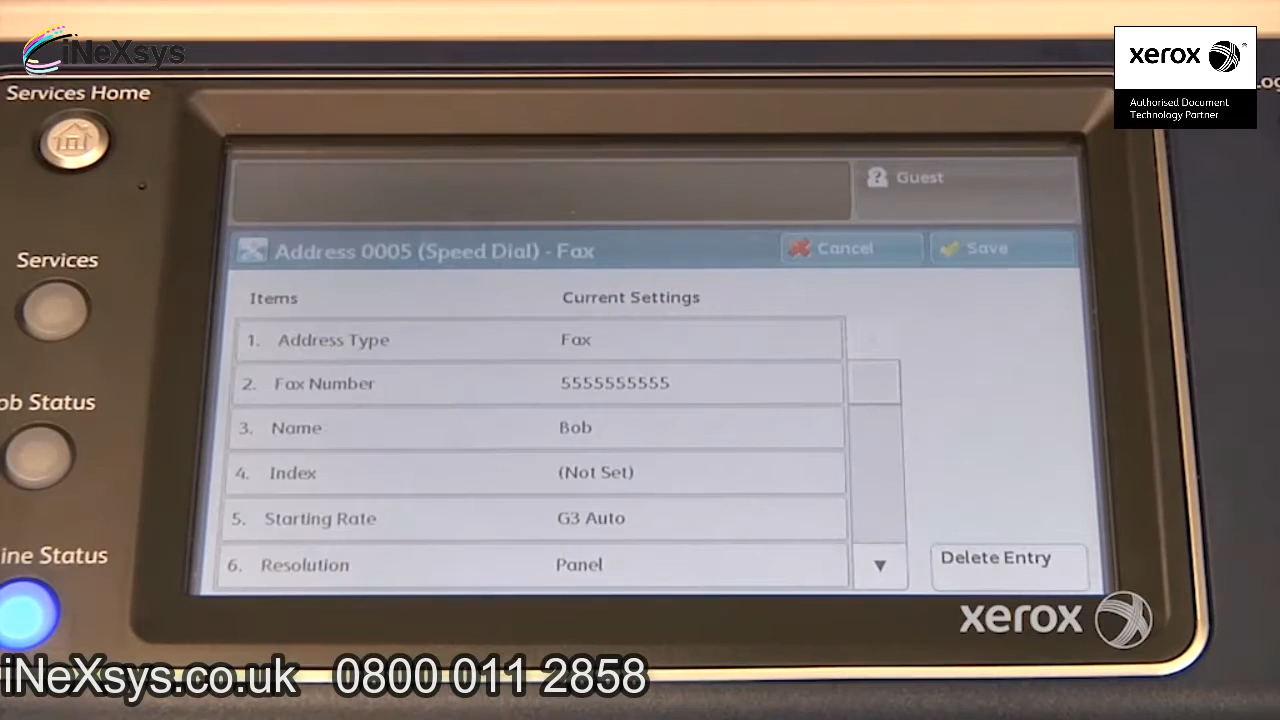 iNeXsys
xerox
Authorised Document
Technology Partner
Services Home
Guest
Address 0005 (Speed Dial) - Fax
Cancel
Save
Services
Items Current Settings
1. Address Type Fax
2. Fax Number 5555555555
3. Name Bob
ob Status
4. Index (Not Set)
5. Starting Rate G3 Auto
6. Resolution Panel
ine Status
Delete Entry
xerox
iNeXsys.co.uk 0800 011 2858